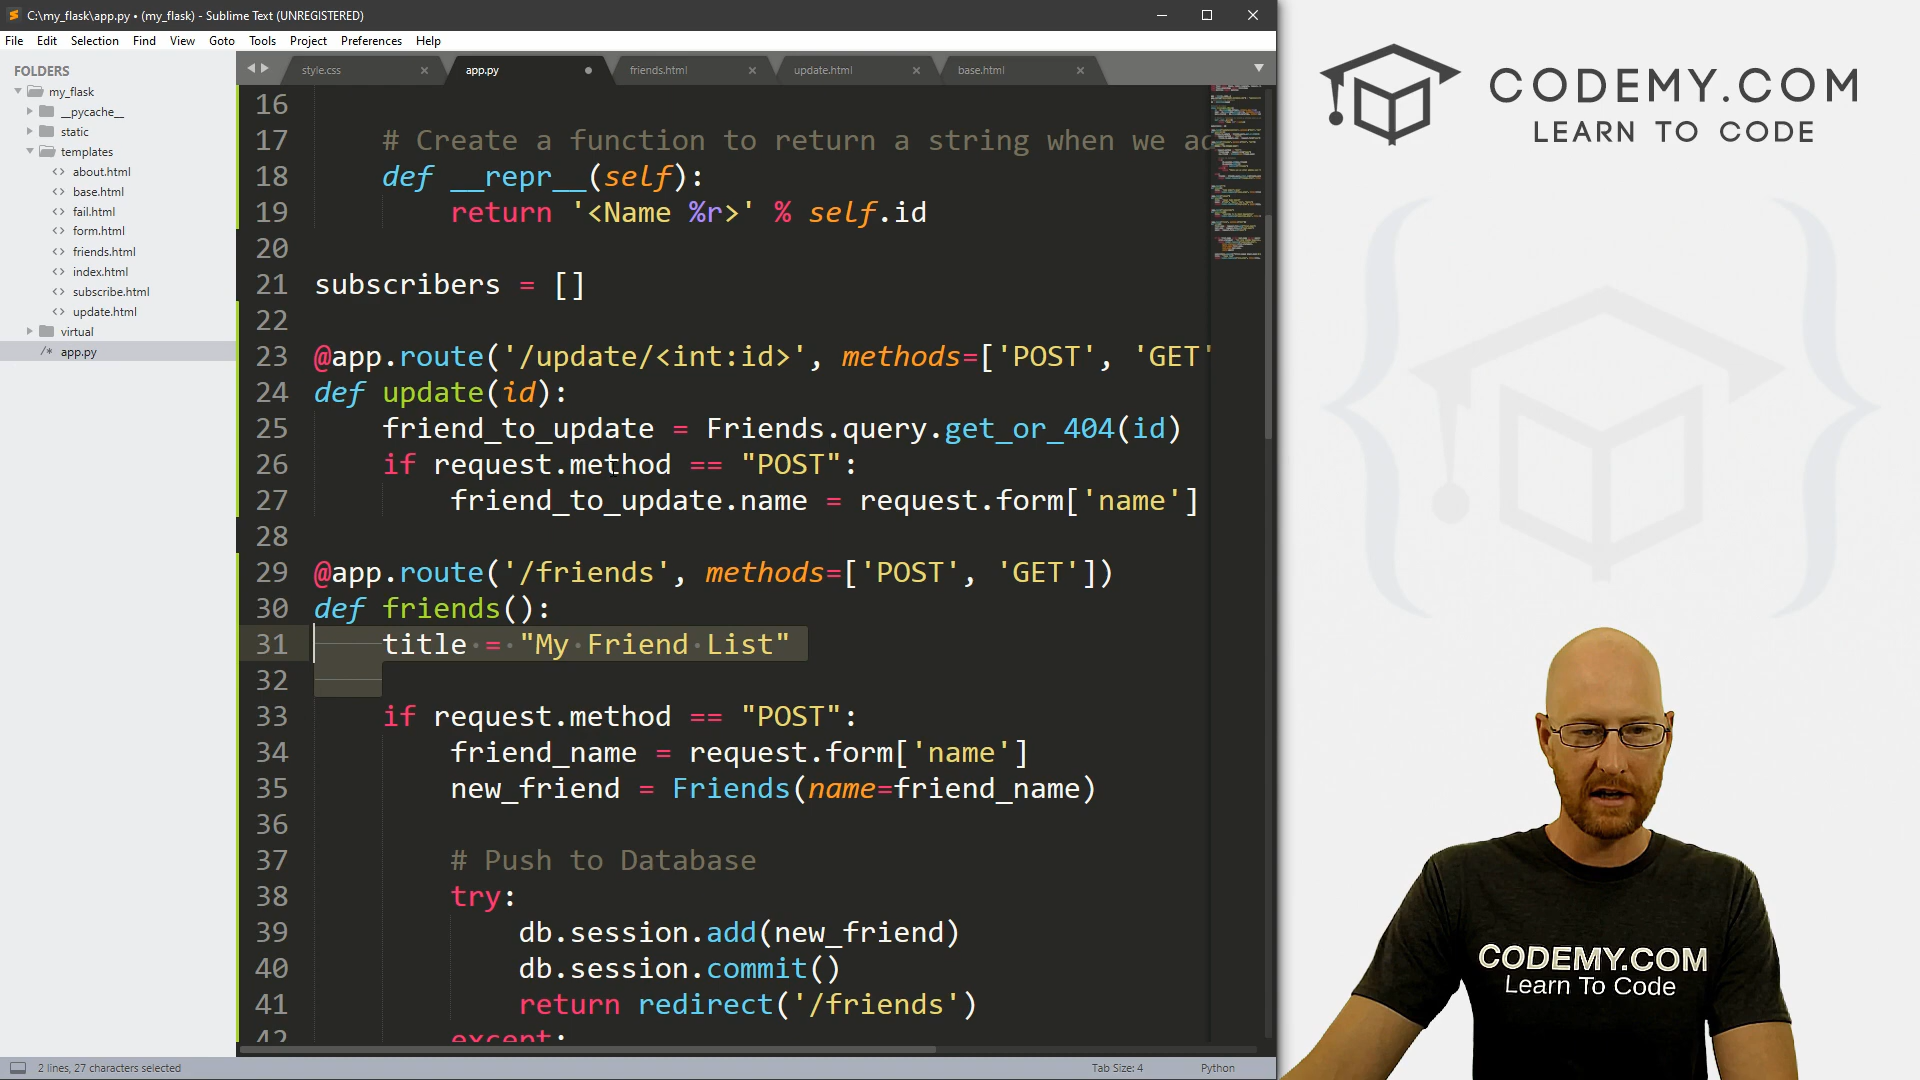 C:\my_flask\app.py • (my_flask) - Sublime Text (UNREGISTERED)
File Edit Selection Find View Goto Tools Project Preferences Help
FOLDERS
my_flask
__pycache__
static
templates
about.html
base.html
fail.html
form.html
friends.html
index.html
subscribe.html
update.html
virtual
app.py
style.css app.py friends.html update.html base.html
16
17 # Create a function to return a string when we ad
18 def __repr__(self):
19 return '<Name %r>' % self.id
20
21 subscribers = []
22
23 @app.route('/update/<int:id>', methods=['POST', 'GET'
24 def update(id):
25 friend_to_update = Friends.query.get_or_404(id)
26 if request.method == "POST":
27 friend_to_update.name = request.form['name']
28
29 @app.route('/friends', methods=['POST', 'GET'])
30 def friends():
31 title = "My Friend List"
32
33 if request.method == "POST":
34 friend_name = request.form['name']
35 new_friend = Friends(name=friend_name)
36
37 # Push to Database
38 try:
39 db.session.add(new_friend)
40 db.session.commit()
41 return redirect('/friends')
42 except:
2 lines, 27 characters selected
Tab Size: 4
Python
CODEMY.COM
LEARN TO CODE
CODEMY.COM
Learn To Code